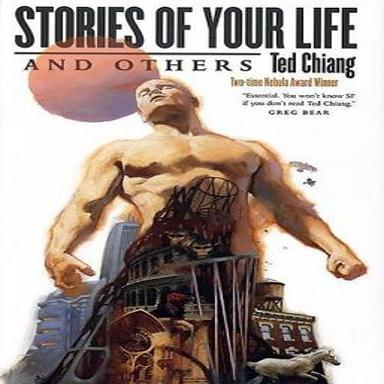 STORIES OF YOUR LIFE
AND OTHERS Ted Chiang
Two-time Nebula Award Winner
"Essential. You won't know SF
if you don't read Ted Chiang."
GREG BEAR